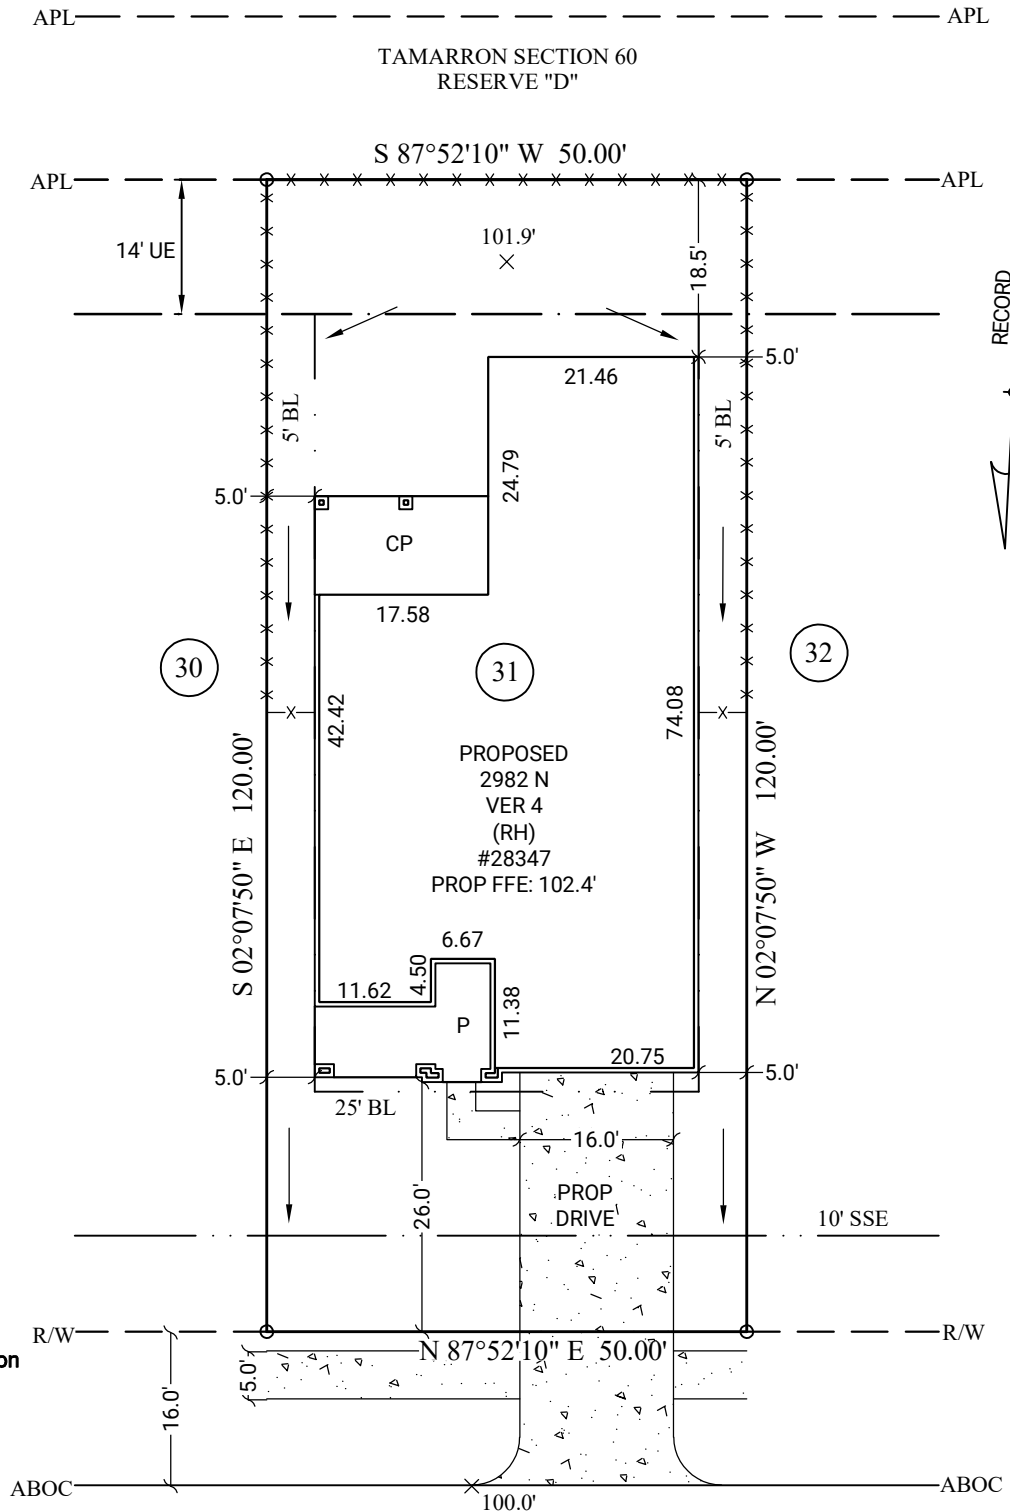 APL
APL
TAMARRON SECTION 60
RESERVE "D"
S 87°52'10" W 50.00'
APL
APL
14' UE
101.9'
18.5'
RECORD
5.0'
21.46
5' BL
5' BL
24.79
5.0'
CP
17.58
30
31
32
42.42
74.08
S 02°07'50" E 120.00'
N 02°07'50" W 120.00'
PROPOSED
2982 N
VER 4
(RH)
#28347
PROP FFE: 102.4'
6.67
4.50
11.62
11.38
P
20.75
5.0'
5.0'
25' BL
16.0'
26.0'
PROP
DRIVE
10' SSE
R/W
R/W
N 87°52'10" E 50.00'
on
5.0'
16.0'
ABOC
ABOC
100.0'